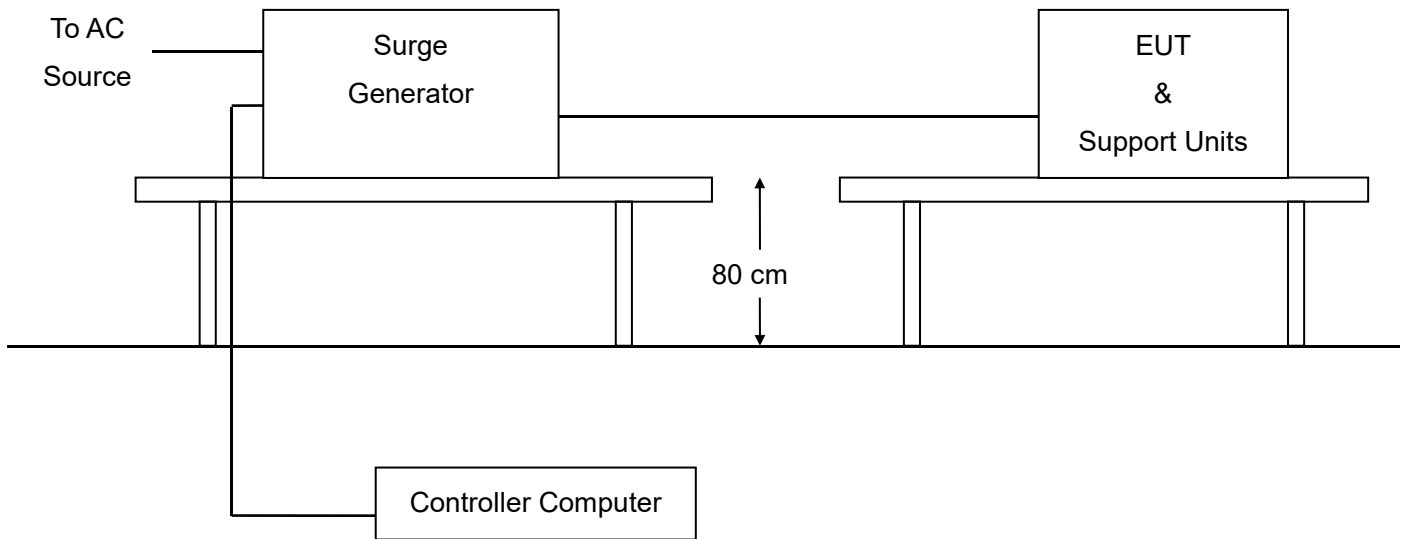 To AC
Source
Surge
Generator
EUT
&
Support Units
80 cm
Controller Computer